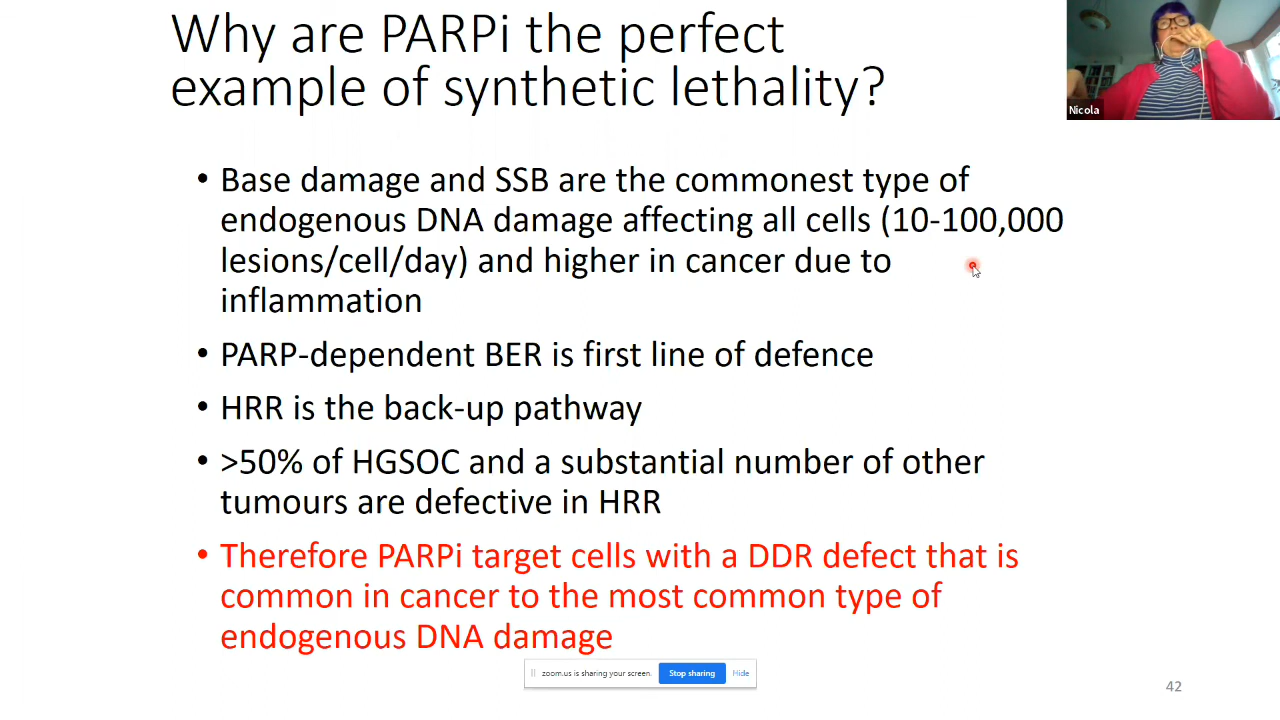 Why are PARPi the perfect
example of synthetic lethality?
Nicola
• Base damage and SSB are the commonest type of
endogenous DNA damage affecting all cells (10-100,000
lesions/cell/day) and higher in cancer due to
inflammation
• PARP-dependent BER is first line of defence
• HRR is the back-up pathway
• >50% of HGSOC and a substantial number of other
tumours are defective in HRR
• Therefore PARPi target cells with a DDR defect that is
common in cancer to the most common type of
endogenous DNA damage
zoom.us is sharing your screen. Stop sharing Hide
42